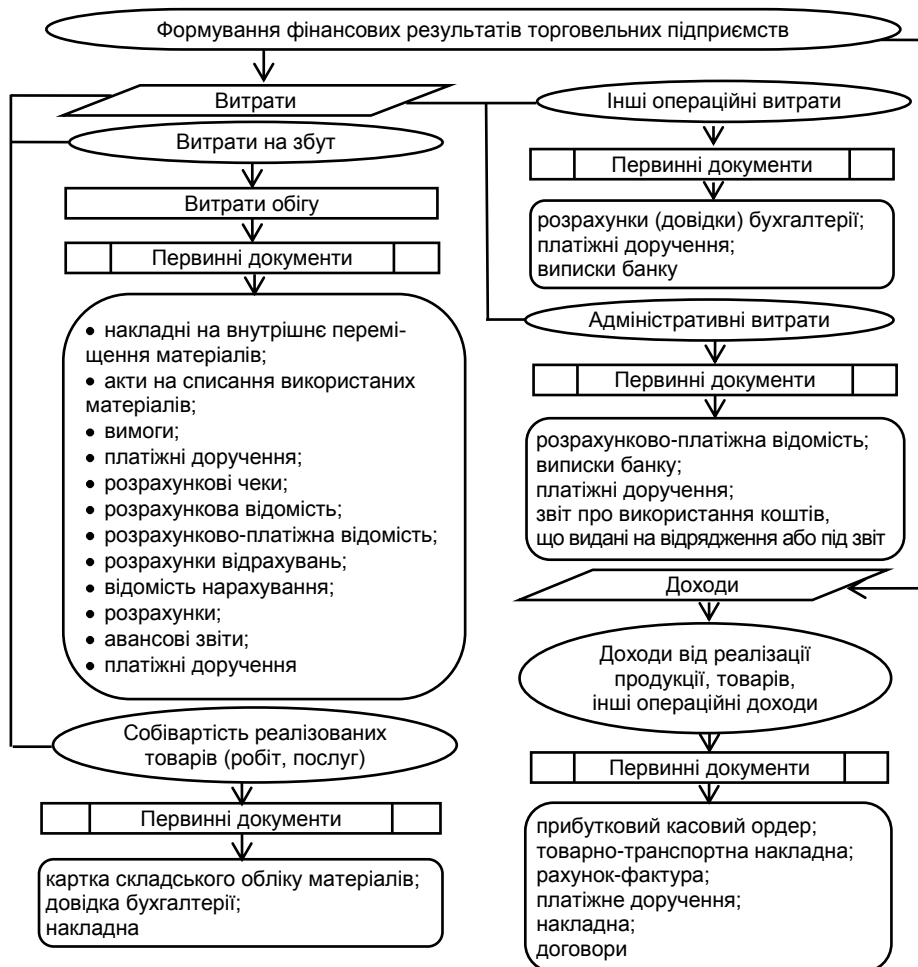 Формування фінансових результатів торговельних підприємств
Витрати
Витрати на збут
Витрати обігу
Первинні документи
• накладні на внутрішнє перемі-
щення матеріалів;
• акти на списання використаних
матеріалів;
• вимоги;
• платіжні доручення;
• розрахункові чеки;
• розрахункова відомість;
• розрахунково-платіжна відомість;
• розрахунки відрахувань;
• відомість нарахування;
• розрахунки;
• авансові звіти;
• платіжні доручення
Собівартість реалізованих
товарів (робіт, послуг)
Первинні документи
картка складського обліку матеріалів;
довідка бухгалтерії;
накладна
Інші операційні витрати
Первинні документи
розрахунки (довідки) бухгалтерії;
платіжні доручення;
виписки банку
Адміністративні витрати
Первинні документи
розрахунково-платіжна відомість;
виписки банку;
платіжні доручення;
звіт про використання коштів,
що видані на відрядження або під звіт
Доходи
Доходи від реалізації
продукції, товарів,
інші операційні доходи
Первинні документи
прибутковий касовий ордер;
товарно-транспортна накладна;
рахунок-фактура;
платіжне доручення;
накладна;
договори